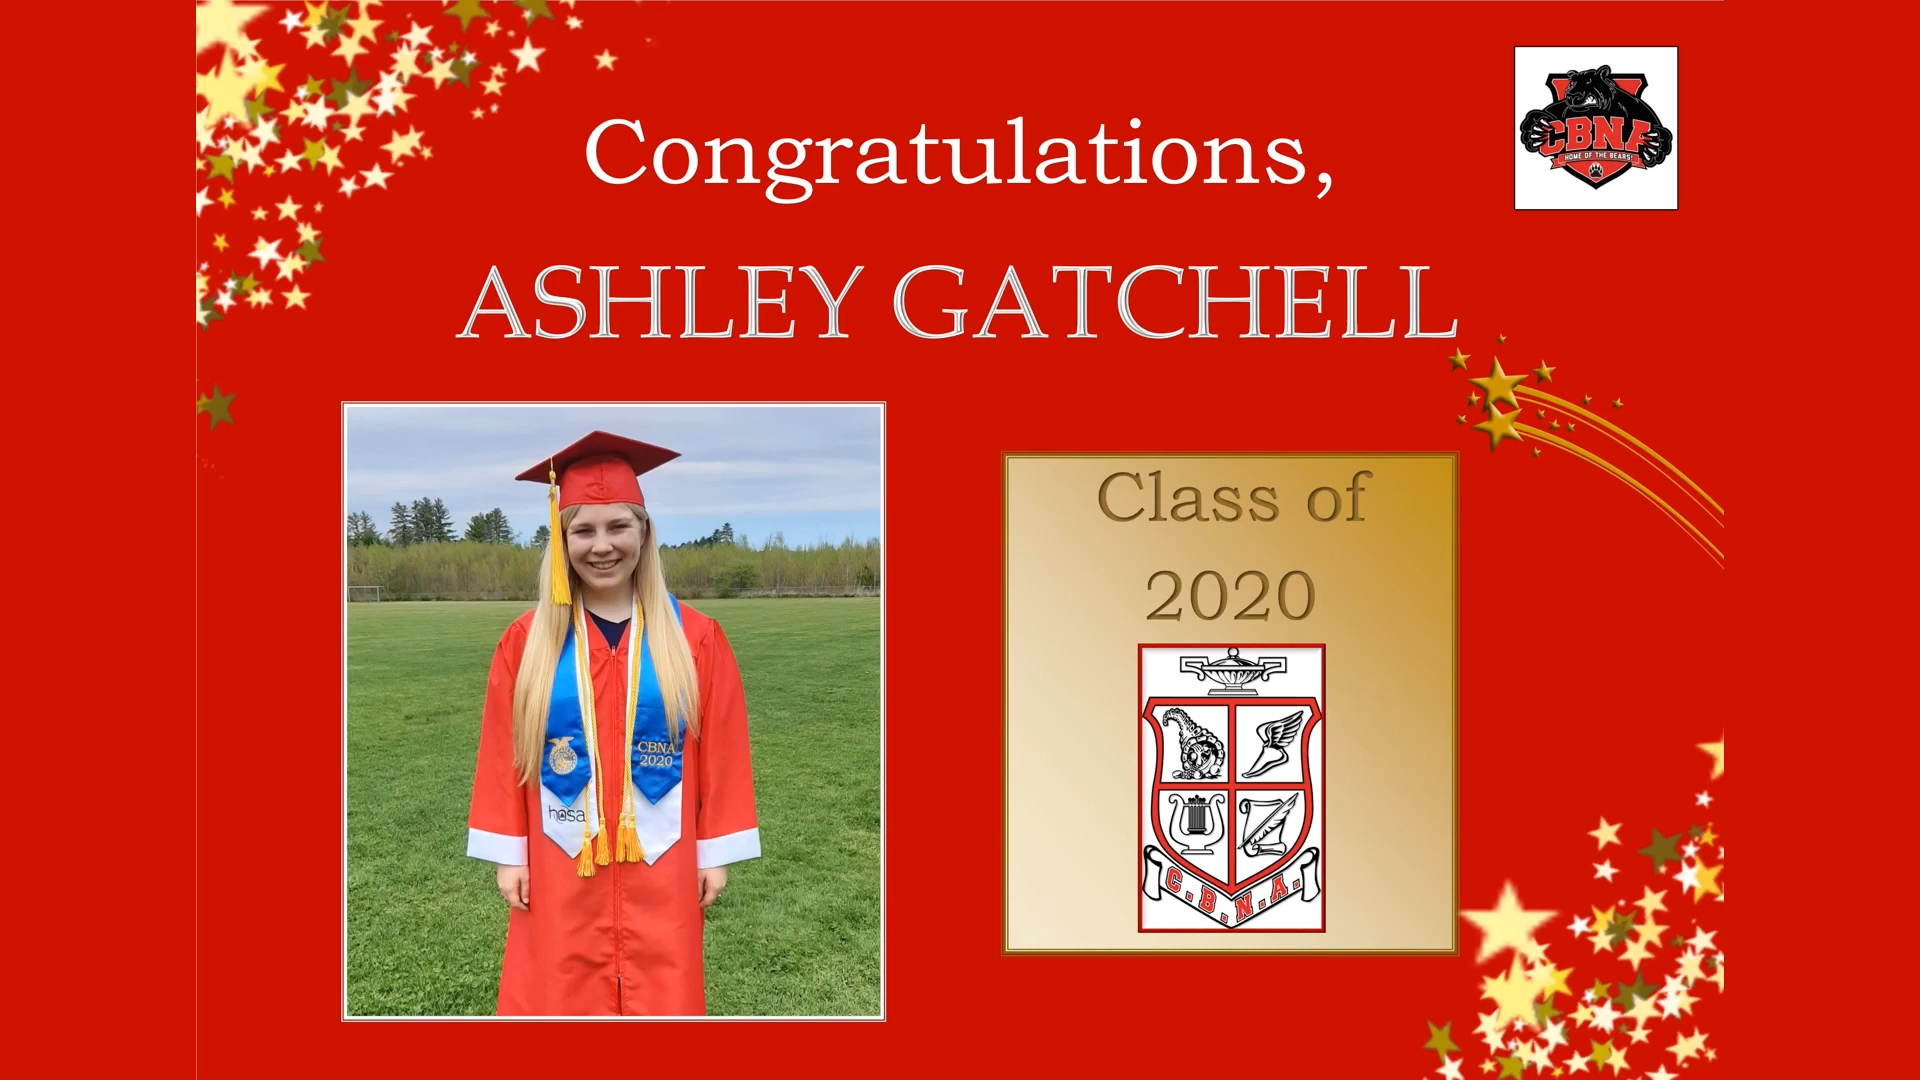 Congratulations,
CBNA
HOME OF THE BEARS!
ASHLEY GATCHELL
Class of
2020
CBNA
2020
hosa
C.B.N.A.